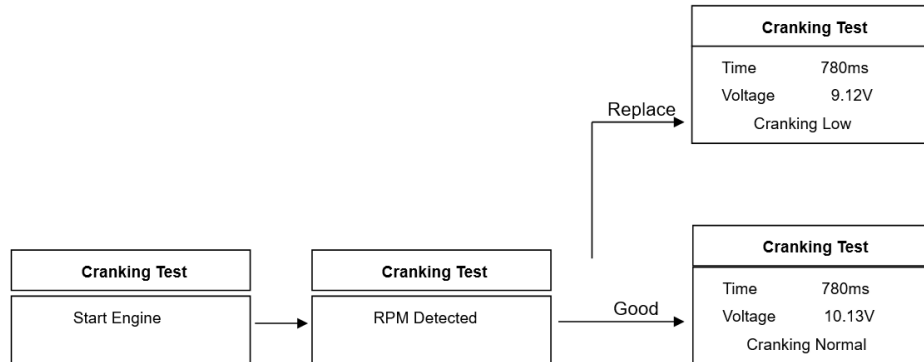 Cranking Test
Start Engine
Cranking Test
RPM Detected
Replace
Cranking Test
Time 780ms
Voltage 9.12V
Cranking Low
Good
Cranking Test
Time 780ms
Voltage 10.13V
Cranking Normal